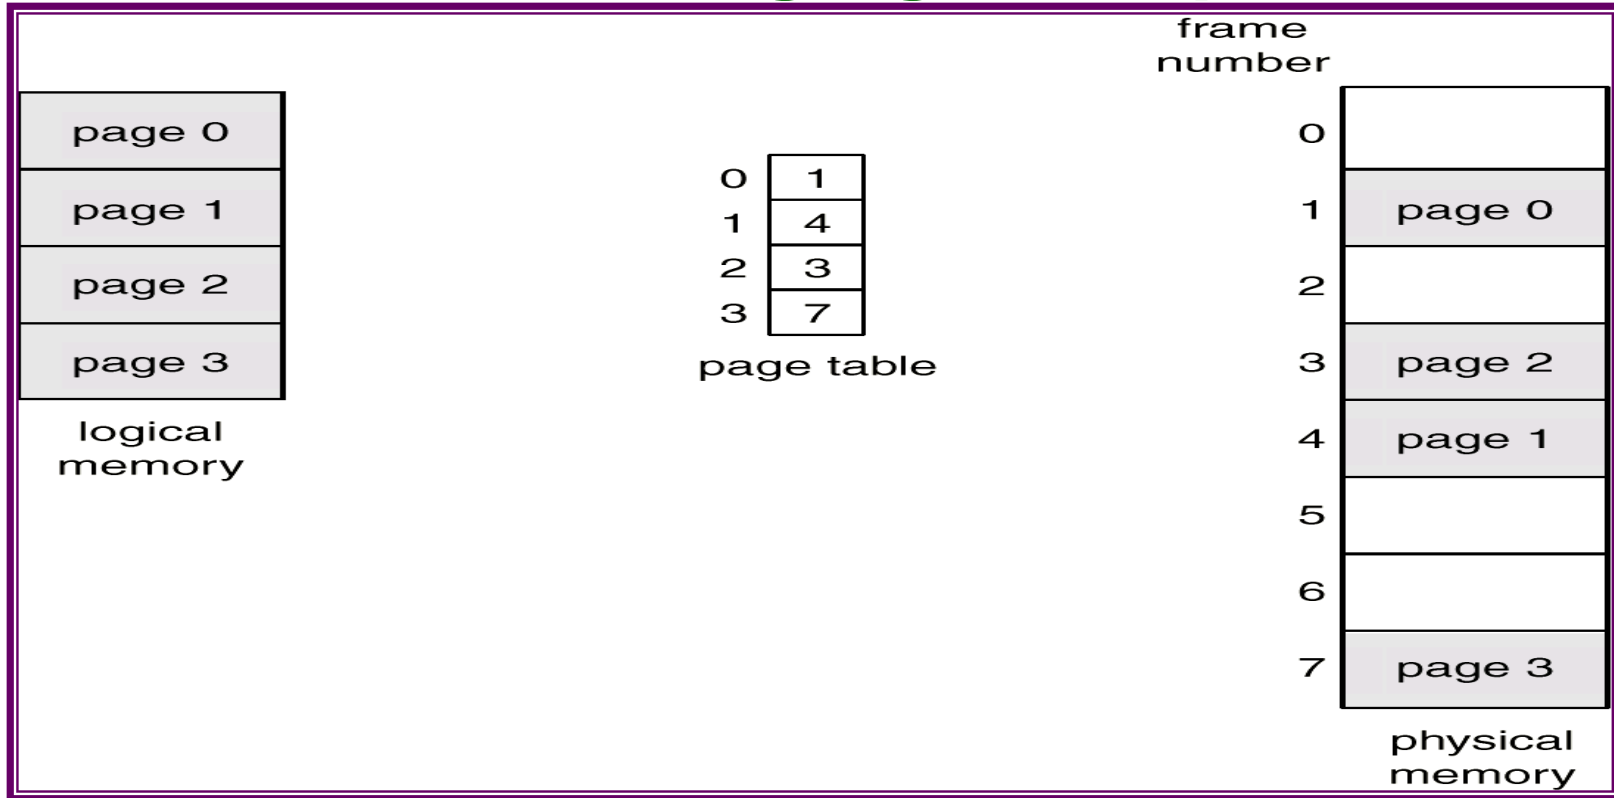 frame
number
page 0
page 1
page 2
page 3
logical
memory
0 1
1 4
2 3
3 7
page table
0
1 page 0
2
3 page 2
4 page 1
5
6
7 page 3
physical
memory